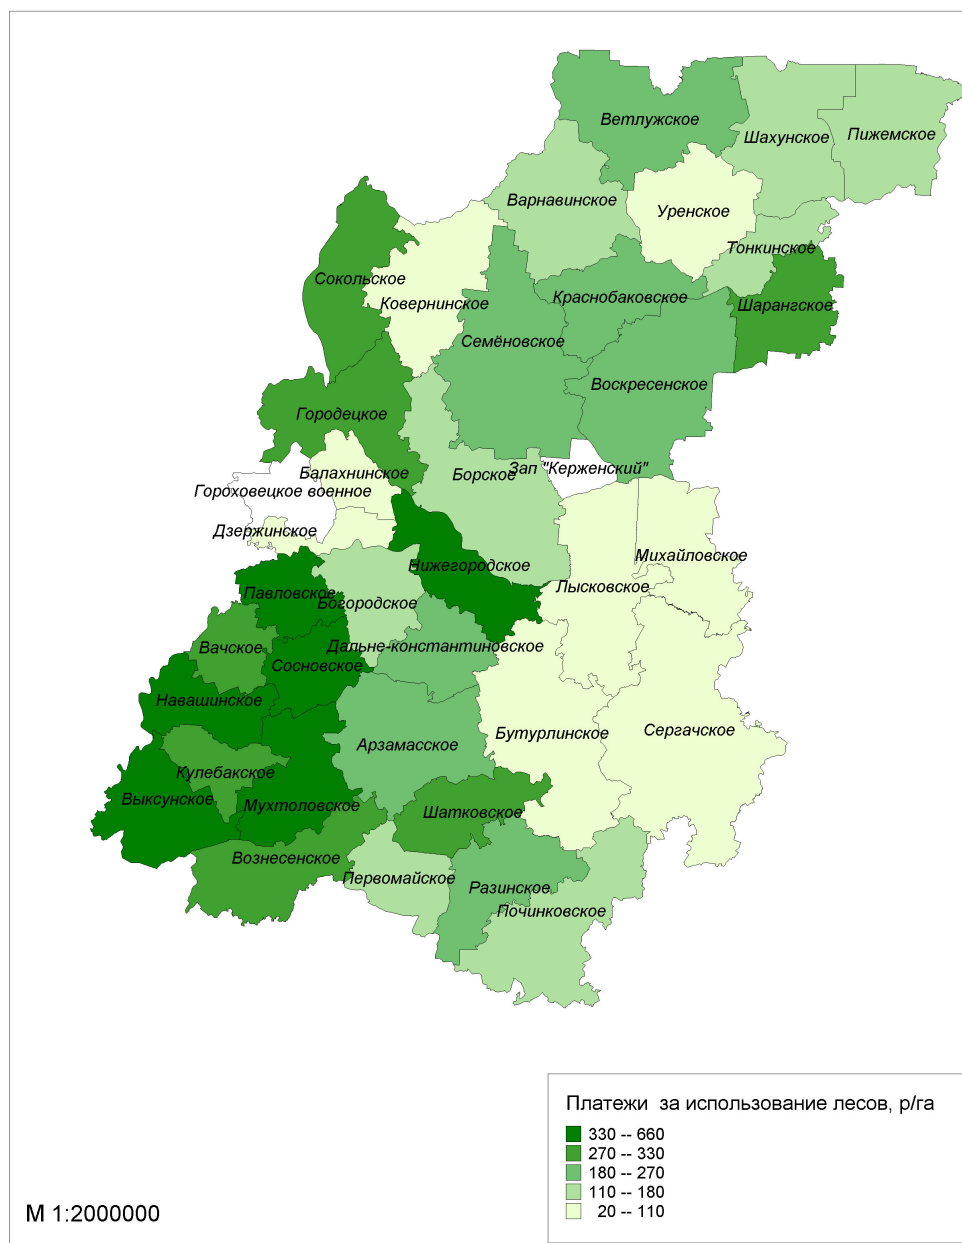 Ветлужское
Шахунское
Пижемское
Варнавинское
Уренское
Тонкинское
Сокольское
Ковернинское
Краснобаковское
Шарангское
Семёновское
Воскресенское
Городецкое
Балахнинское
Борское
Зап "Керженский"
Гороховецкое военное
Дзержинское
Михайловское
Нижегородское
Лысковское
Павловское
Богородское
Вачское
Дальне-константиновское
Сосновское
Навашинское
Бутурлинское
Сергачское
Арзамасское
Кулебакское
Выксунское
Мухтоловское
Шатковское
Вознесенское
Первомайское
Разинское
Починковское
Платежи за использование лесов, р/га
330 -- 660
270 -- 330
180 -- 270
110 -- 180
20 -- 110
М 1:2000000